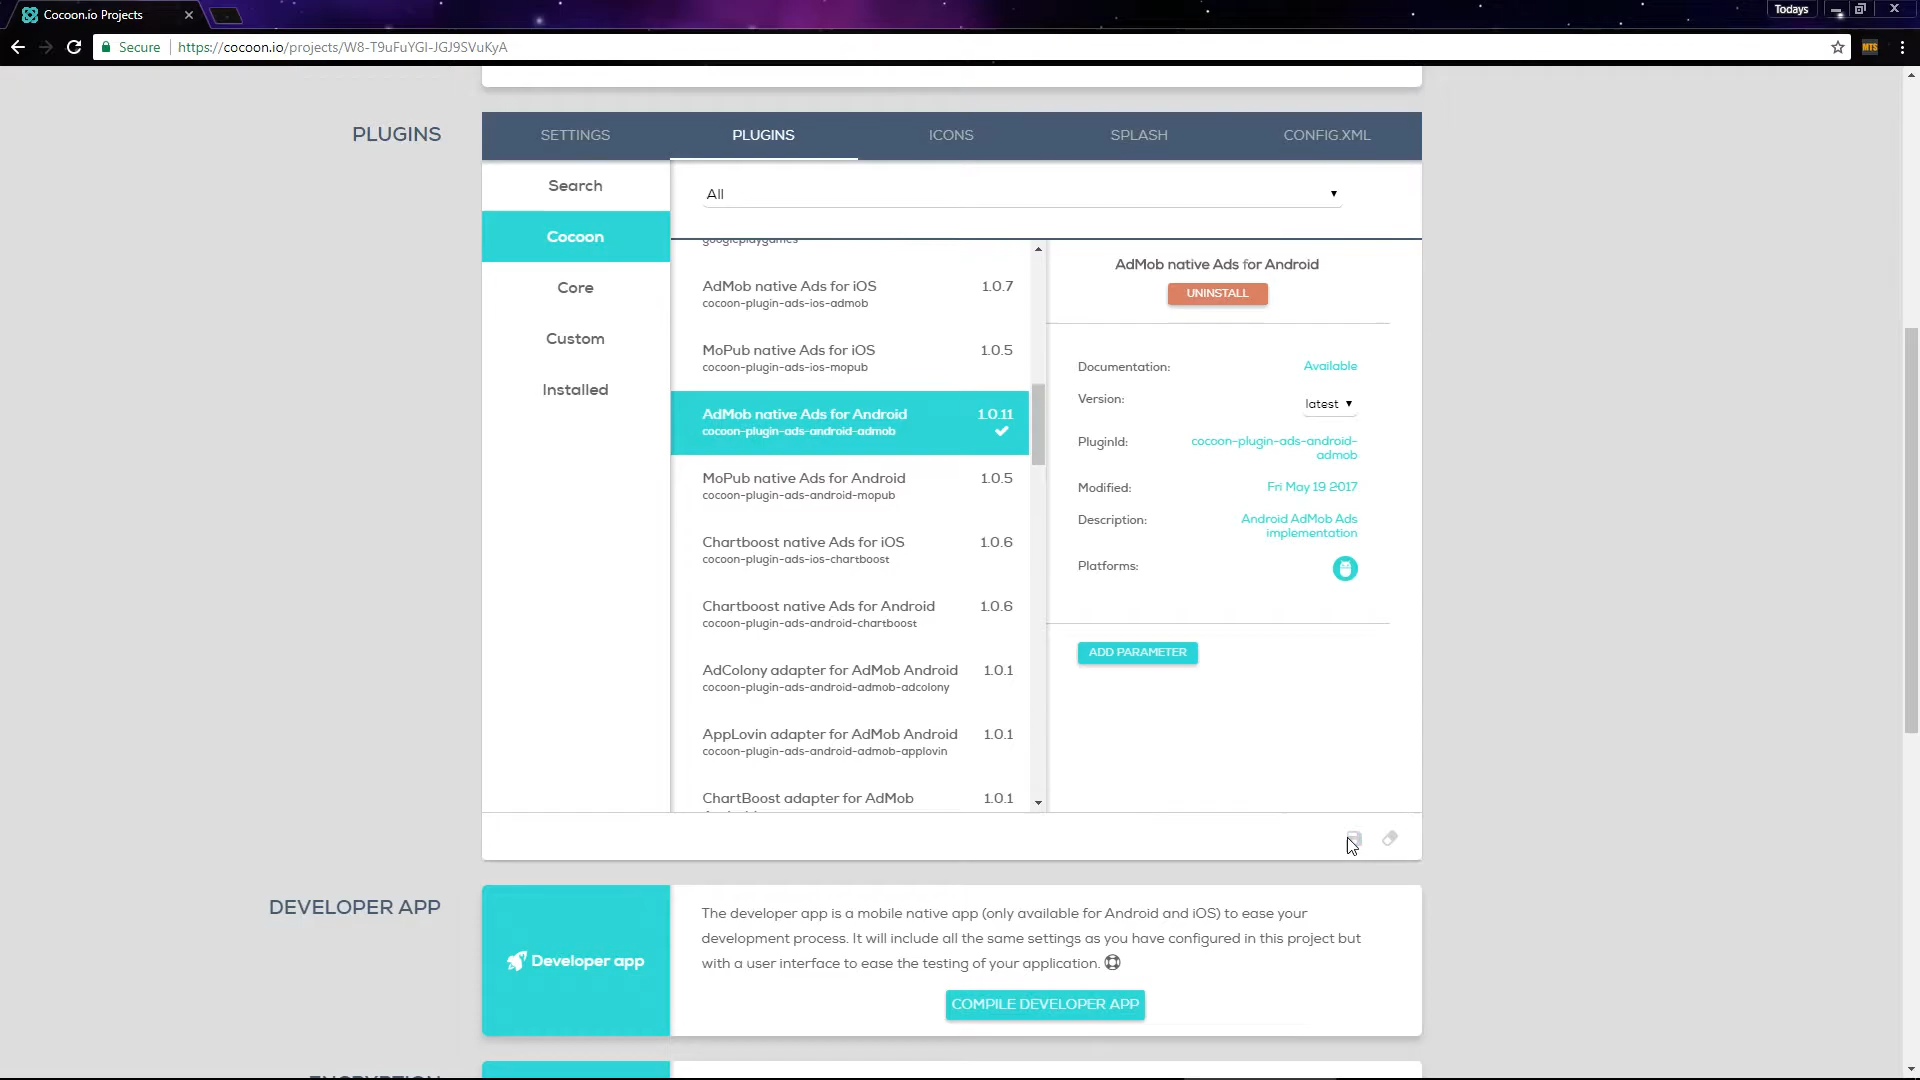 Cocoon.io Projects
Todays
Secure
https://cocoon.io/projects/W8-T9uFuYGI-JGJ9SVuKyA
MTS
PLUGINS
SETTINGS
PLUGINS
ICONS
SPLASH
CONFIG.XML
Search
Cocoon
Core
Custom
Installed
All
googleplaygames
AdMob native Ads for iOS 1.0.7
cocoon-plugin-ads-ios-admob
MoPub native Ads for iOS 1.0.5
cocoon-plugin-ads-ios-mopub
AdMob native Ads for Android 1.0.11
cocoon-plugin-ads-android-admob
MoPub native Ads for Android 1.0.5
cocoon-plugin-ads-android-mopub
Chartboost native Ads for iOS 1.0.6
cocoon-plugin-ads-ios-chartboost
Chartboost native Ads for Android 1.0.6
cocoon-plugin-ads-android-chartboost
AdColony adapter for AdMob Android 1.0.1
cocoon-plugin-ads-android-admob-adcolony
AppLovin adapter for AdMob Android 1.0.1
cocoon-plugin-ads-android-admob-applovin
ChartBoost adapter for AdMob 1.0.1
AdMob native Ads for Android
UNINSTALL
Documentation: Available
Version: latest
PluginId: cocoon-plugin-ads-android-
admob
Modified: Fri May 19 2017
Description: Android AdMob Ads
implementation
Platforms:
ADD PARAMETER
DEVELOPER APP
Developer app
The developer app is a mobile native app (only available for Android and iOS) to ease your
development process. It will include all the same settings as you have configured in this project but
with a user interface to ease the testing of your application.
COMPILE DEVELOPER APP
ENCRYPTION